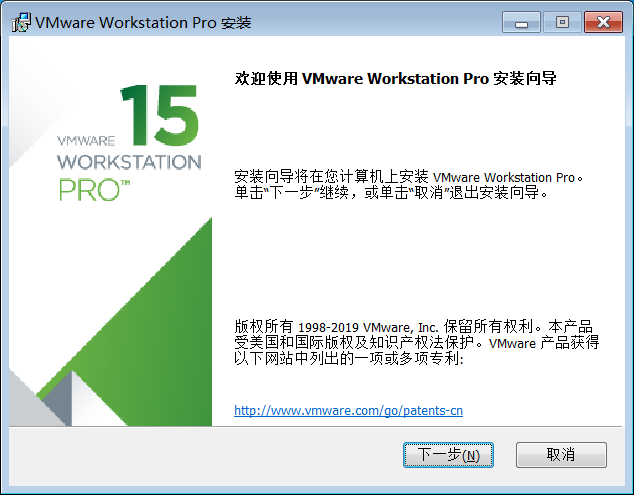 VMware Workstation Pro 安装
15
VMWARE
WORKSTATION
PRO™
欢迎使用 VMware Workstation Pro 安装向导
安装向导将在您计算机上安装 VMware Workstation Pro。
单击“下一步”继续，或单击“取消”退出安装向导。
版权所有 1998-2019 VMware, Inc. 保留所有权利。本产品
受美国和国际版权及知识产权法保护。VMware 产品获得
以下网站中列出的一项或多项专利:
http://www.vmware.com/go/patents-cn
下一步(N)
取消